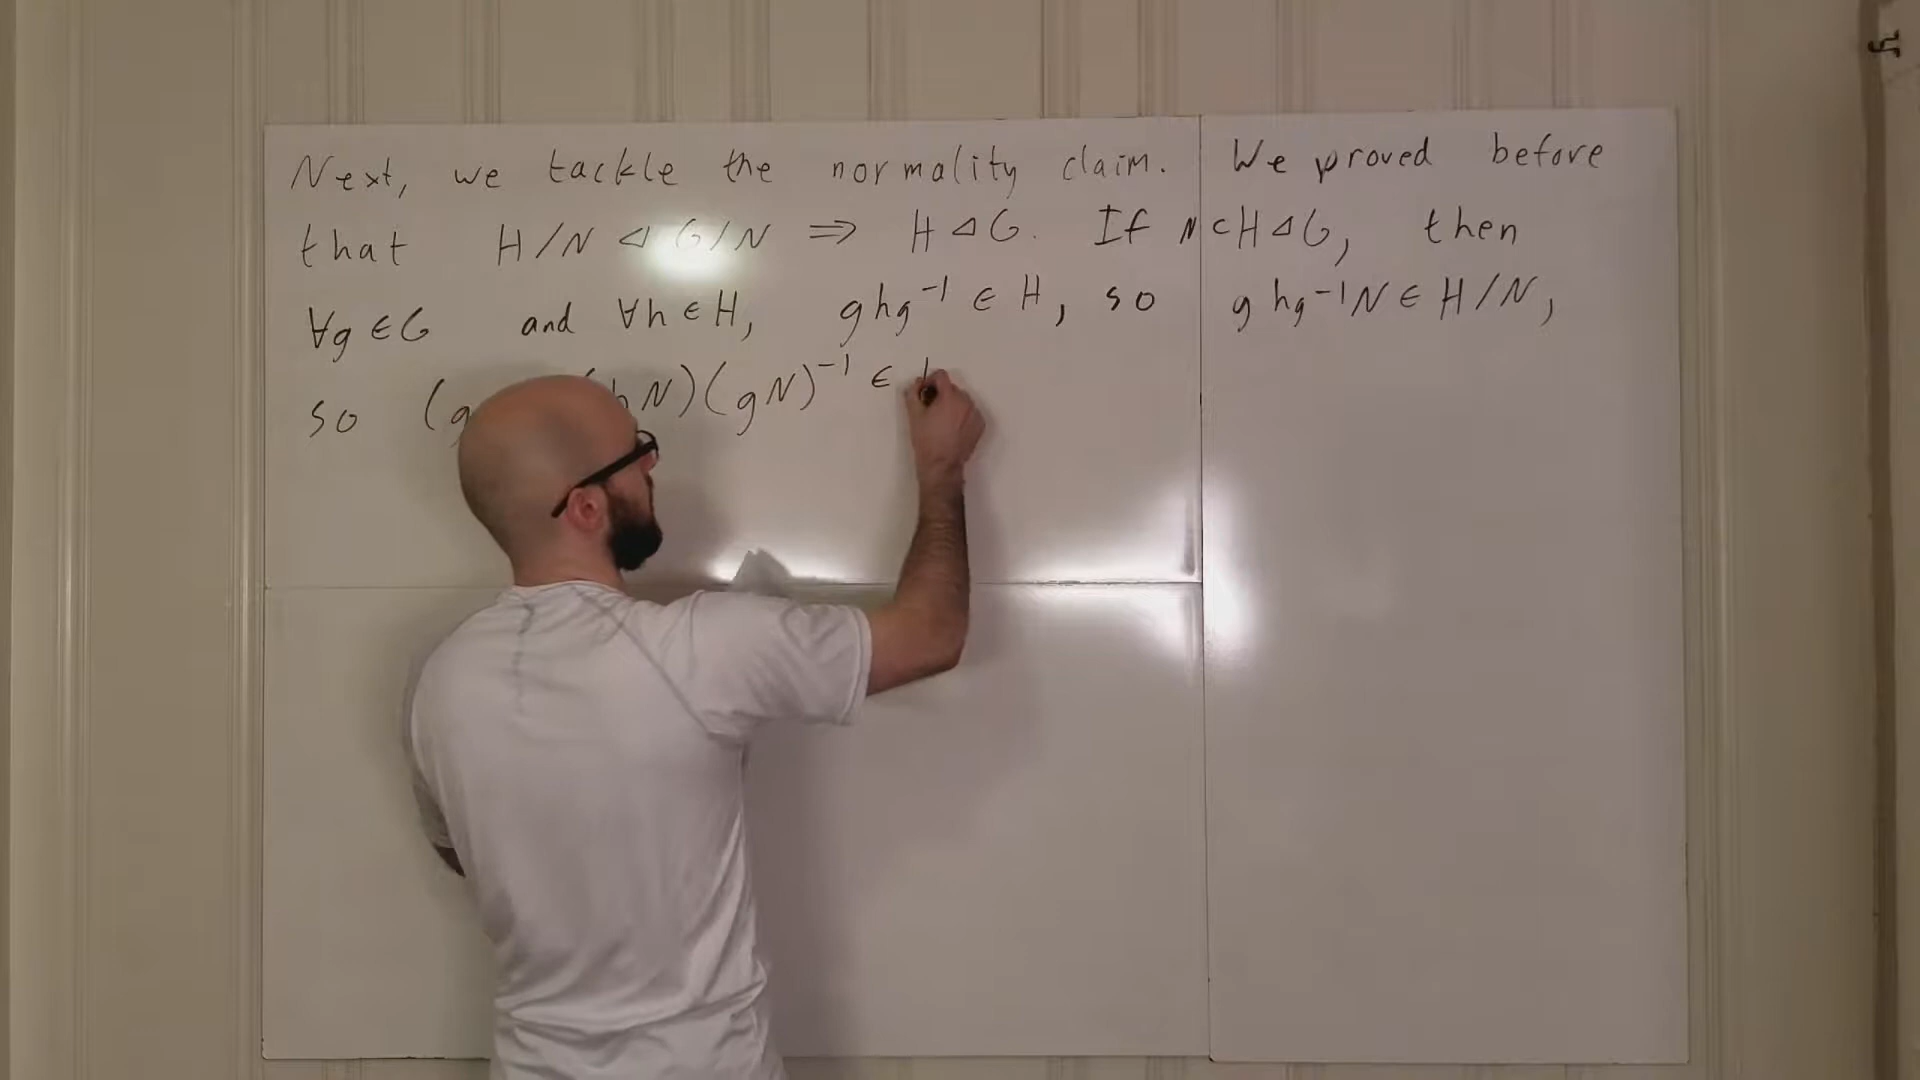 Next, we tackle the normality claim. We proved before
that H/N ⊲ G/N ⇒ H ⊲ G. If N ⊂ H ⊲ G, then
∀g ∈ G and ∀h ∈ H, ghg⁻¹ ∈ H, so ghg⁻¹N ∈ H/N,
so (g N)(gN)⁻¹ ∈